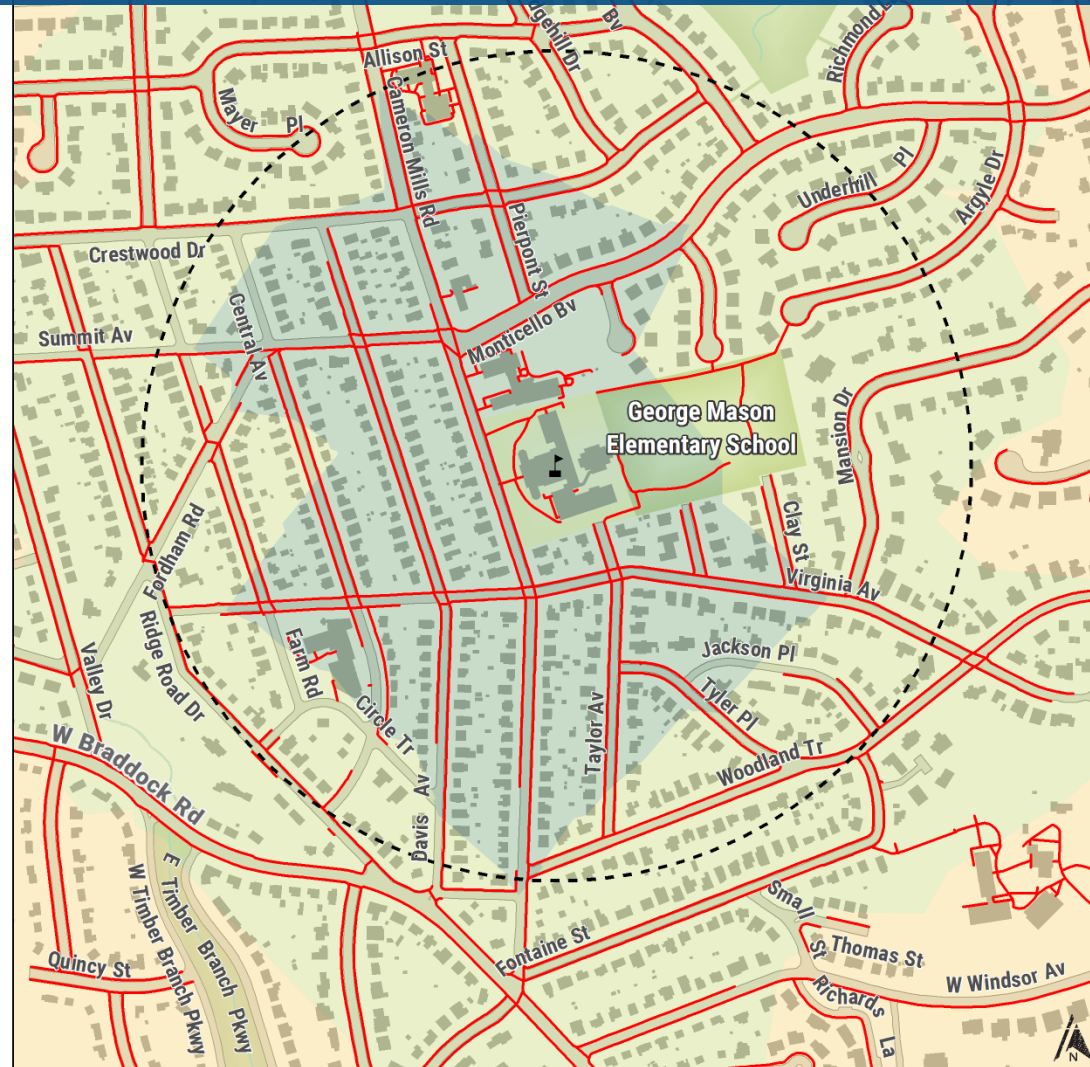 Allison St
Bv
Richmond
Mayer Pl
Cameron Mills Rd
Underhill Pl
Argyle Dr
Pierpont St
Crestwood Dr
Central Av
Summit Av
Monticello Bv
George Mason
Elementary School
Mansion Dr
Clay St
Fordham Rd
Virginia Av
Ridge Road Dr
Farm Rd
Jackson Pl
Valley Dr
Circle Tr
Tyler Pl
Taylor Av
W Braddock Rd
Woodland Tr
Davis Av
E Timber Branch Pkwy
W Timber Branch Pkwy
Small St
Fontaine St
Thomas St
Quincy St
W Windsor Av
Richards La
N